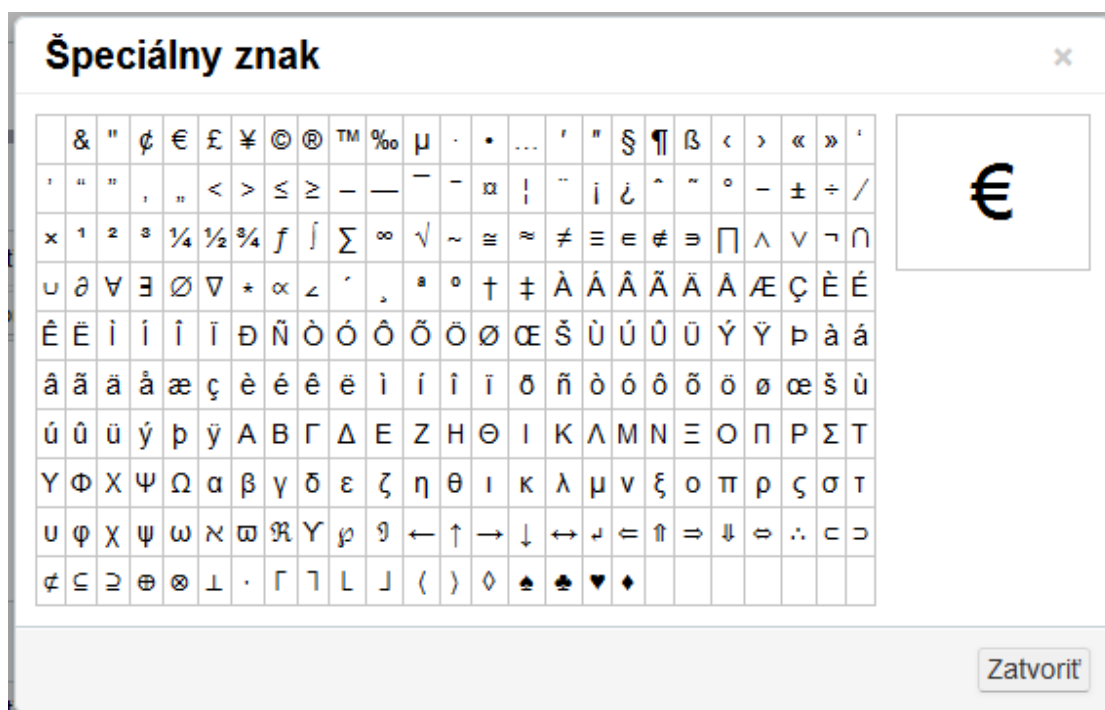 Špeciálny znak ×
& " ¢ € £ ¥ © ® ™ ‰ µ · • … ′ ″ § ¶ ß ‹ › « » ‘
’ “ ” ‚ „ < > ≤ ≥ – — ¯ ‾ ¤ ¦ ¨ ¡ ¿ ˆ ˜ ° − ± ÷ ⁄
× ¹ ² ³ ¼ ½ ¾ ƒ ∫ ∑ ∞ √ ∼ ≅ ≈ ≠ ≡ ∈ ∉ ∋ ∏ ∧ ∨ ¬ ∩
∪ ∂ ∀ ∃ ∅ ∇ ∗ ∝ ∠ ´ ¸ ª º † ‡ À Á Â Ã Ä Å Æ Ç È É
Ê Ë Ì Í Î Ï Ð Ñ Ò Ó Ô Õ Ö Ø Œ Š Ù Ú Û Ü Ý Ÿ Þ à á
â ã ä å æ ç è é ê ë ì í î ï ð ñ ò ó ô õ ö ø œ š ù
ú û ü ý þ ÿ Α Β Γ Δ Ε Ζ Η Θ Ι Κ Λ Μ Ν Ξ Ο Π Ρ Σ Τ
Υ Φ Χ Ψ Ω α β γ δ ε ζ η θ ι κ λ μ ν ξ ο π ρ ς σ τ
υ φ χ ψ ω ℵ ϖ ℜ ϒ ℘ ϑ ← ↑ → ↓ ↔ ↵ ⇐ ⇑ ⇒ ⇓ ⇔ ∴ ⊂ ⊃
⊄ ⊆ ⊇ ⊕ ⊗ ⊥ ⋅ ⌈ ⌉ ⌊ ⌋ ⟨ ⟩ ◊ ♠ ♣ ♥ ♦
€
Zatvoriť